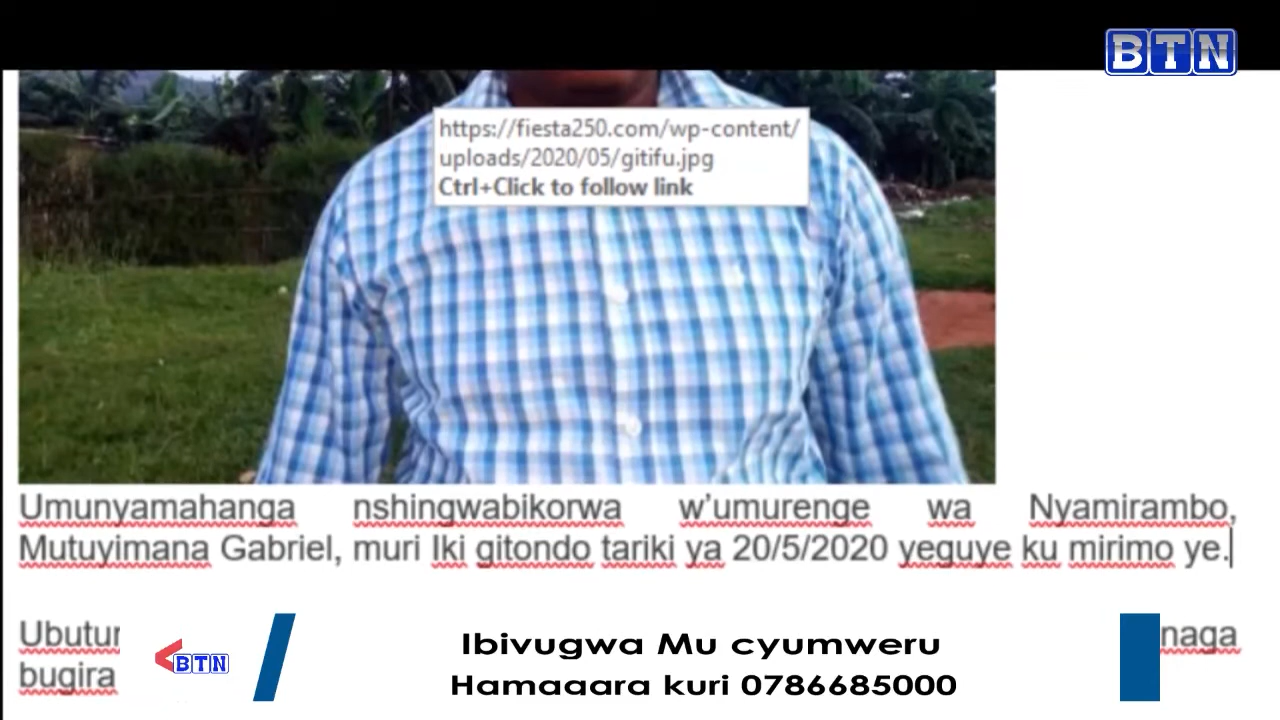 BTN
https://fiesta250.com/wp-content/
uploads/2020/05/gitifu.jpg
Ctrl+Click to follow link
Umunyamahanga nshingwabikorwa w’umurenge wa Nyamirambo,
Mutuyimana Gabriel, muri Iki gitondo tariki ya 20/5/2020 yeguye ku mirimo ye.
naga
bugira
BTN
Ibivugwa Mu cyumweru
Hamaaara kuri 0786685000